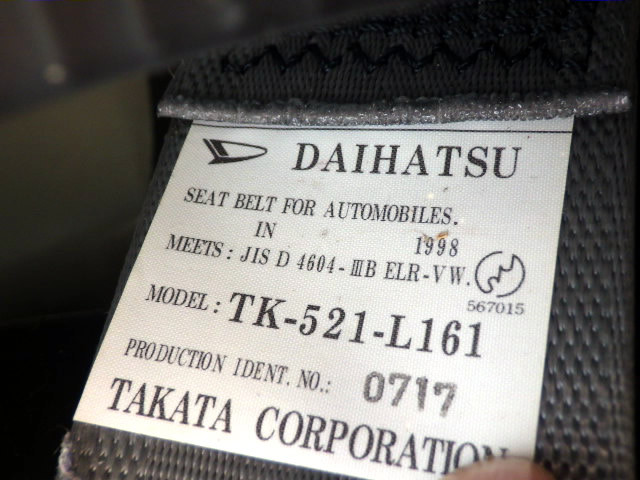 DAIHATSU
SEAT BELT FOR AUTOMOBILES.
IN 1998
MEETS: JIS D 4604-ⅢB ELR-VW.
567015
MODEL: TK-521-L161
PRODUCTION IDENT. NO.: 0717
TAKATA CORPORATION